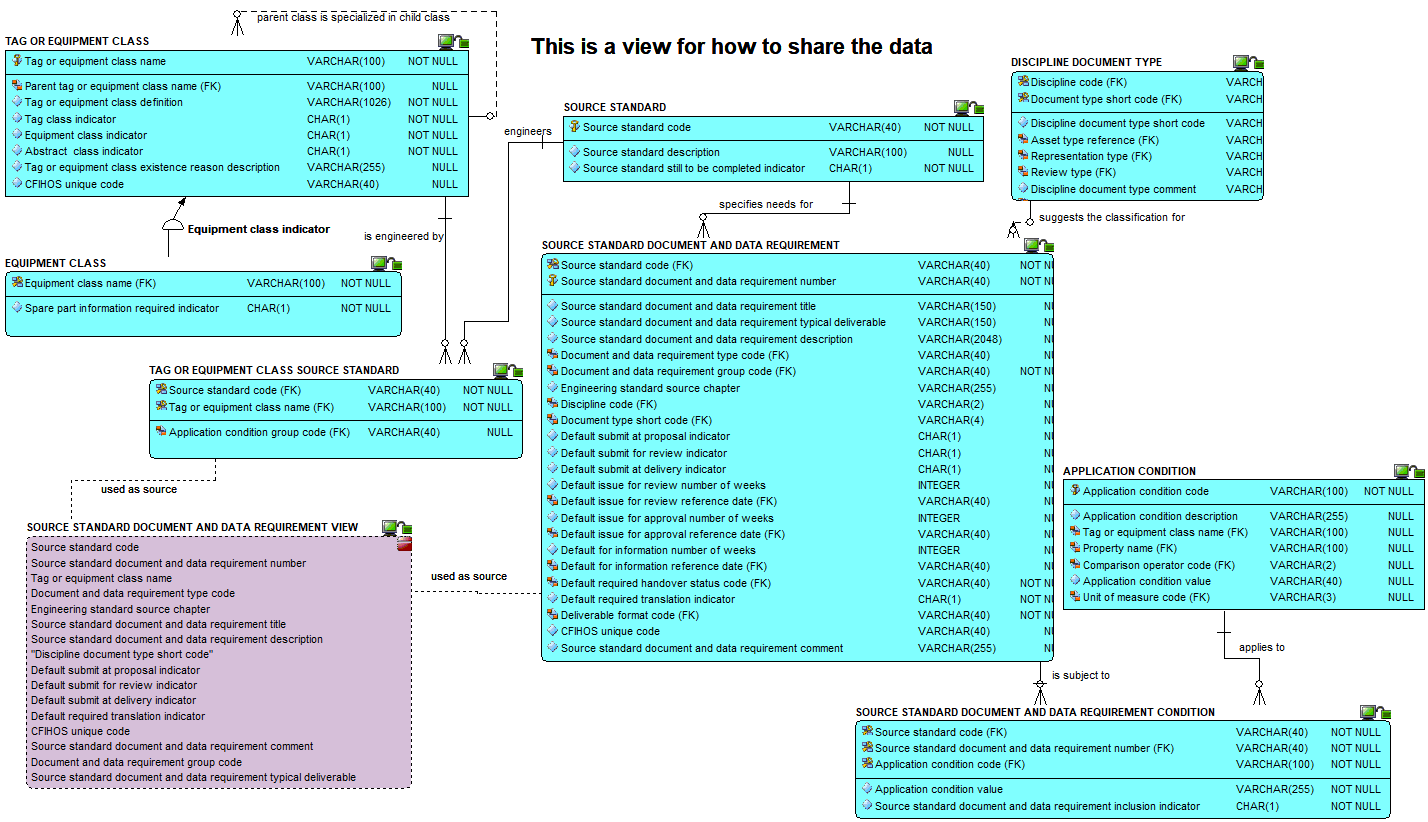 parent class is specialized in child class
This is a view for how to share the data
TAG OR EQUIPMENT CLASS
Tag or equipment class name VARCHAR(100) NOT NULL
Parent tag or equipment class name (FK) VARCHAR(100) NULL
Tag or equipment class definition VARCHAR(1026) NOT NULL
Tag class indicator CHAR(1) NOT NULL
Equipment class indicator CHAR(1) NOT NULL
Abstract class indicator CHAR(1) NOT NULL
Tag or equipment class existence reason description VARCHAR(255) NULL
CFIHOS unique code VARCHAR(40) NULL
Equipment class indicator
is engineered by
engineers
SOURCE STANDARD
Source standard code VARCHAR(40) NOT NULL
Source standard description VARCHAR(100) NULL
Source standard still to be completed indicator CHAR(1) NOT NULL
specifies needs for
DISCIPLINE DOCUMENT TYPE
Discipline code (FK) VARCH
Document type short code (FK) VARCH
Discipline document type short code VARCH
Asset type reference (FK) VARCH
Representation type (FK) VARCH
Review type (FK) VARCH
Discipline document type comment VARCH
suggests the classification for
EQUIPMENT CLASS
Equipment class name (FK) VARCHAR(100) NOT NULL
Spare part information required indicator CHAR(1) NOT NULL
TAG OR EQUIPMENT CLASS SOURCE STANDARD
Source standard code (FK) VARCHAR(40) NOT NULL
Tag or equipment class name (FK) VARCHAR(100) NOT NULL
Application condition group code (FK) VARCHAR(40) NULL
used as source
SOURCE STANDARD DOCUMENT AND DATA REQUIREMENT
Source standard code (FK) VARCHAR(40) NOT NU
Source standard document and data requirement number VARCHAR(40) NOT NU
Source standard document and data requirement title VARCHAR(150) NU
Source standard document and data requirement typical deliverable VARCHAR(150) NU
Source standard document and data requirement description VARCHAR(2048) NU
Document and data requirement type code (FK) VARCHAR(40) NU
Document and data requirement group code (FK) VARCHAR(40) NOT NU
Engineering standard source chapter VARCHAR(255) NU
Discipline code (FK) VARCHAR(2) NU
Document type short code (FK) VARCHAR(4) NU
Default submit at proposal indicator CHAR(1) NU
Default submit for review indicator CHAR(1) NU
Default submit at delivery indicator CHAR(1) NU
Default issue for review number of weeks INTEGER NU
Default issue for review reference date (FK) VARCHAR(40) NU
Default issue for approval number of weeks INTEGER NU
Default issue for approval reference date (FK) VARCHAR(40) NU
Default for information number of weeks INTEGER NU
Default for information reference date (FK) VARCHAR(40) NU
Default required handover status code (FK) VARCHAR(40) NOT NU
Default required translation indicator CHAR(1) NOT NU
Deliverable format code (FK) VARCHAR(40) NOT NU
CFIHOS unique code VARCHAR(40) NU
Source standard document and data requirement comment VARCHAR(255) NU
used as source
SOURCE STANDARD DOCUMENT AND DATA REQUIREMENT VIEW
Source standard code
Source standard document and data requirement number
Tag or equipment class name
Document and data requirement type code
Engineering standard source chapter
Source standard document and data requirement title
Source standard document and data requirement description
"Discipline document type short code"
Default submit at proposal indicator
Default submit for review indicator
Default submit at delivery indicator
Default required translation indicator
CFIHOS unique code
Source standard document and data requirement comment
Document and data requirement group code
Source standard document and data requirement typical deliverable
APPLICATION CONDITION
Application condition code VARCHAR(100) NOT NULL
Application condition description VARCHAR(255) NULL
Tag or equipment class name (FK) VARCHAR(100) NULL
Property name (FK) VARCHAR(100) NULL
Comparison operator code (FK) VARCHAR(2) NULL
Application condition value VARCHAR(40) NULL
Unit of measure code (FK) VARCHAR(3) NULL
applies to
is subject to
SOURCE STANDARD DOCUMENT AND DATA REQUIREMENT CONDITION
Source standard code (FK) VARCHAR(40) NOT NULL
Source standard document and data requirement number (FK) VARCHAR(40) NOT NULL
Application condition code (FK) VARCHAR(100) NOT NULL
Application condition value VARCHAR(255) NOT NULL
Source standard document and data requirement inclusion indicator CHAR(1) NOT NULL